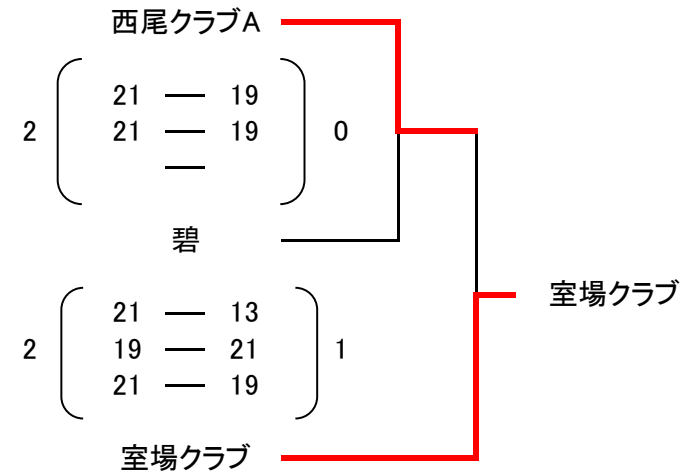 西尾クラブA
21 — 19
2 21 — 19 0
—
碧
室場クラブ
21 — 13
2 19 — 21 1
21 — 19
室場クラブ